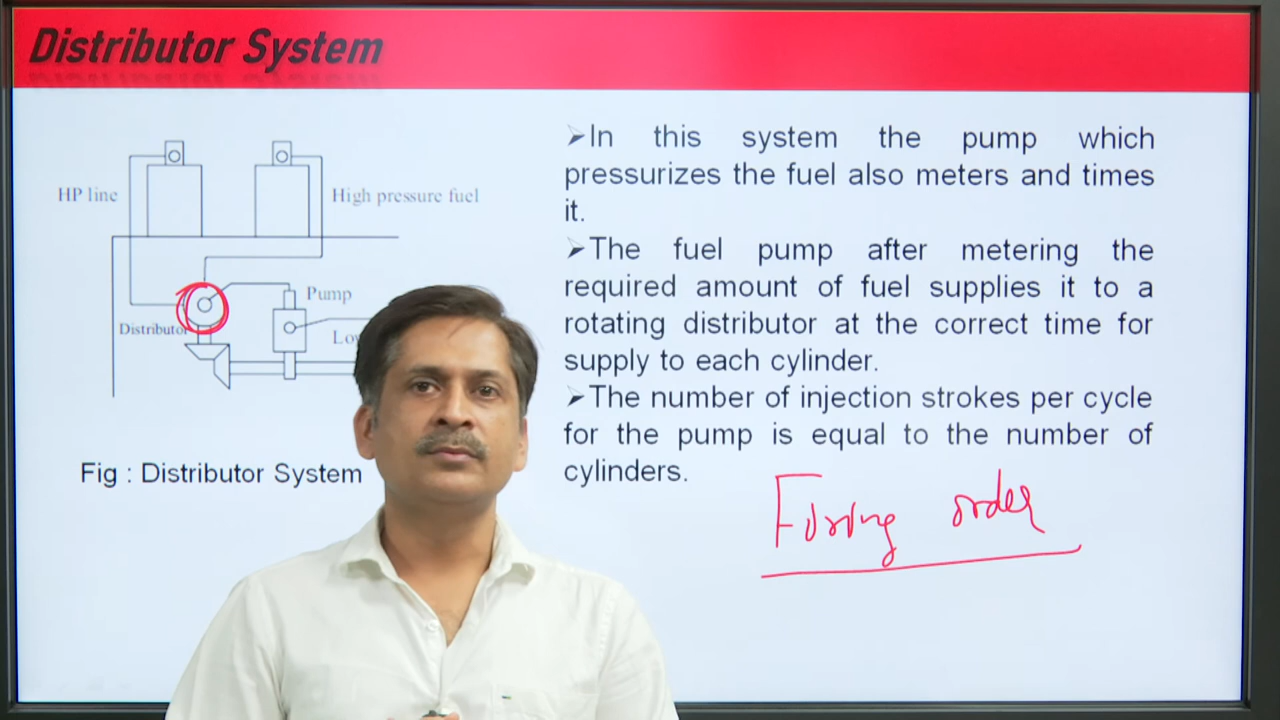 Distributor System
HP line
High pressure fuel
Pump
Distributor
Fig : Distributor System
➢In this system the pump which
pressurizes the fuel also meters and times
it.
➢The fuel pump after metering the
required amount of fuel supplies it to a
rotating distributor at the correct time for
supply to each cylinder.
➢The number of injection strokes per cycle
for the pump is equal to the number of
cylinders.
Firing order